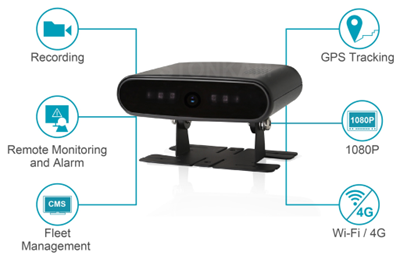 Recording
GPS Tracking
Remote Monitoring
and Alarm
1080P
1080P
CMS
Fleet
Management
4G
Wi-Fi / 4G